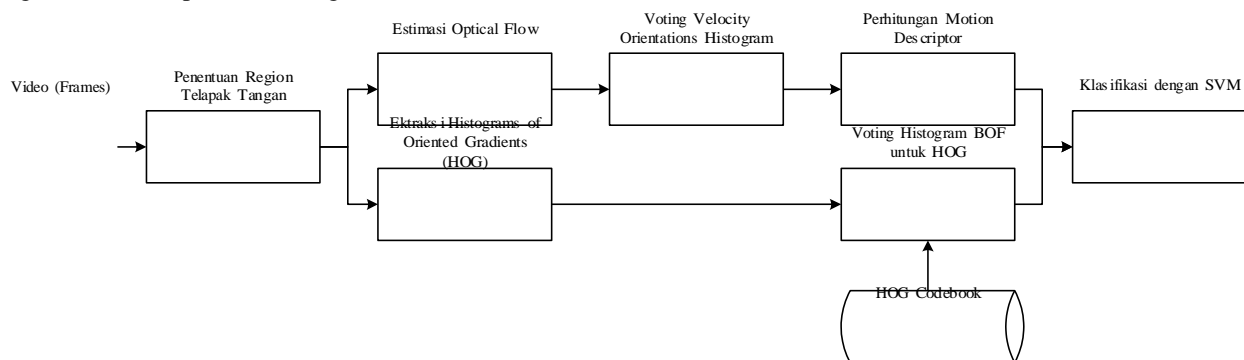 Estimasi Optical Flow
Voting Velocity
Orientations Histogram
Perhitungan Motion
Descriptor
Video (Frames)
Penentuan Region
Telapak Tangan
Klasifikasi dengan SVM
Ektraksi Histograms of
Oriented Gradients
(HOG)
Voting Histogram BOF
untuk HOG
HOG Codebook